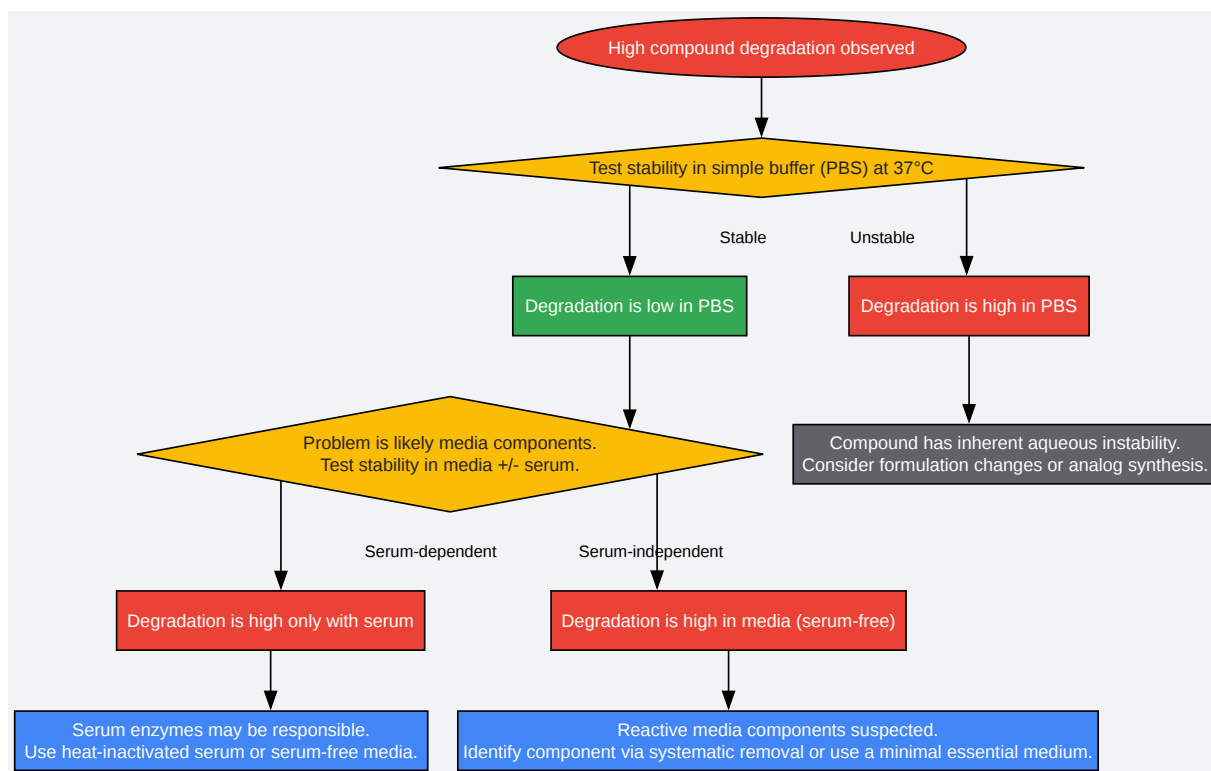 High compound degradation observed
Test stability in simple buffer (PBS) at 37°C
Stable
Unstable
Degradation is low in PBS
Degradation is high in PBS
Problem is likely media components.
Test stability in media +/- serum.
Compound has inherent aqueous instability.
Consider formulation changes or analog synthesis.
Serum-dependent
Serum-independent
Degradation is high only with serum
Degradation is high in media (serum-free)
Serum enzymes may be responsible.
Use heat-inactivated serum or serum-free media.
Reactive media components suspected.
Identify component via systematic removal or use a minimal essential medium.